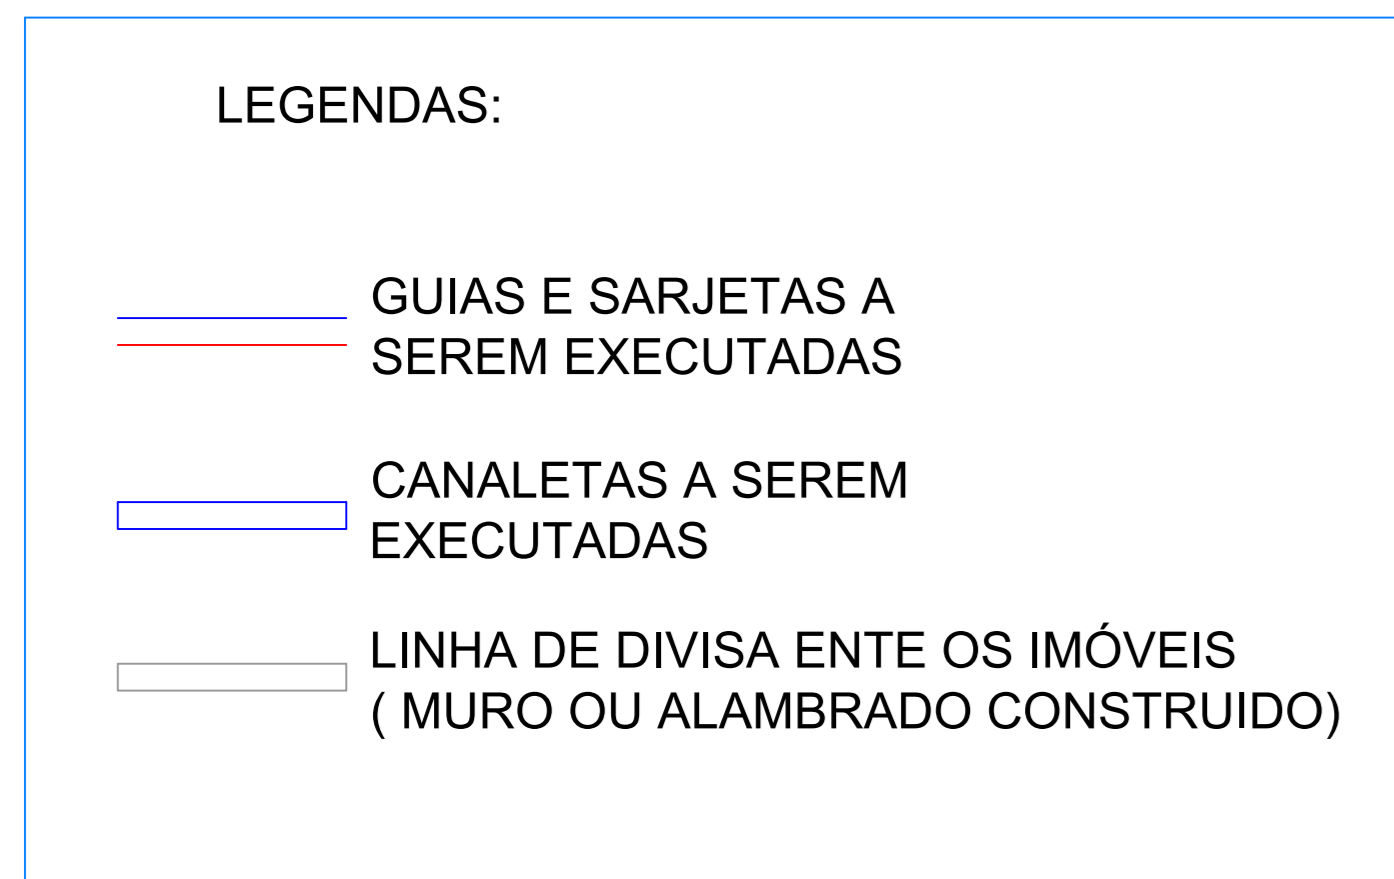 LEGENDAS:
GUIAS E SARJETAS A
SEREM EXECUTADAS
CANALETAS A SEREM
EXECUTADAS
LINHA DE DIVISA ENTE OS IMÓVEIS
( MURO OU ALAMBRADO CONSTRUIDO)